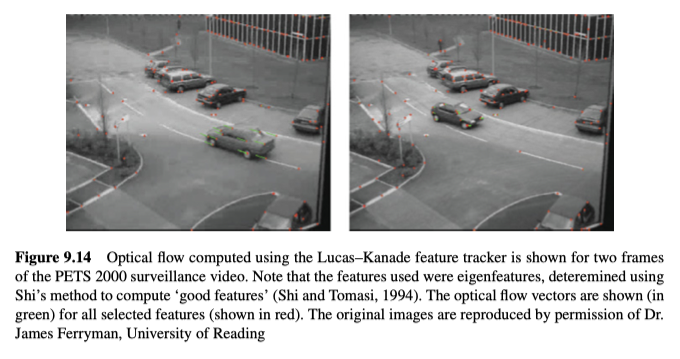 Figure 9.14 Optical flow computed using the Lucas–Kanade feature tracker is shown for two frames
of the PETS 2000 surveillance video. Note that the features used were eigenfeatures, deteremined using
Shi’s method to compute ‘good features’ (Shi and Tomasi, 1994). The optical flow vectors are shown (in
green) for all selected features (shown in red). The original images are reproduced by permission of Dr.
James Ferryman, University of Reading